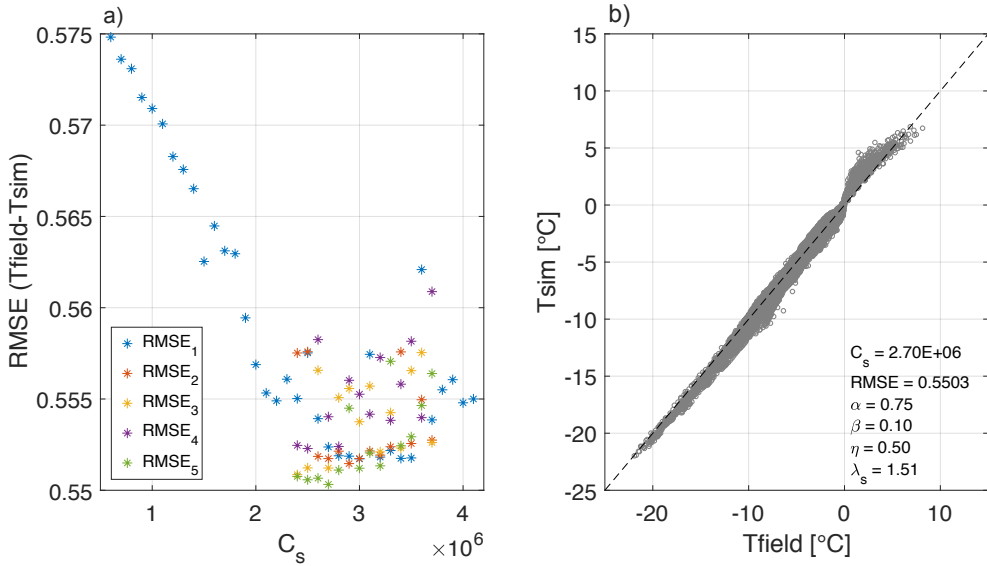 a)
0.575
0.57
0.565
0.56
0.555
0.55
RMSE (Tfield-Tsim)
RMSE₁
RMSE₂
RMSE₃
RMSE₄
RMSE₅
1
2
3
4
Cₛ
×10⁶
b)
15
10
5
0
-5
-10
-15
-20
-25
Tsim [°C]
Cₛ = 2.70E+06
RMSE = 0.5503
α = 0.75
β = 0.10
η = 0.50
λₛ = 1.51
-20
-10
0
10
Tfield [°C]